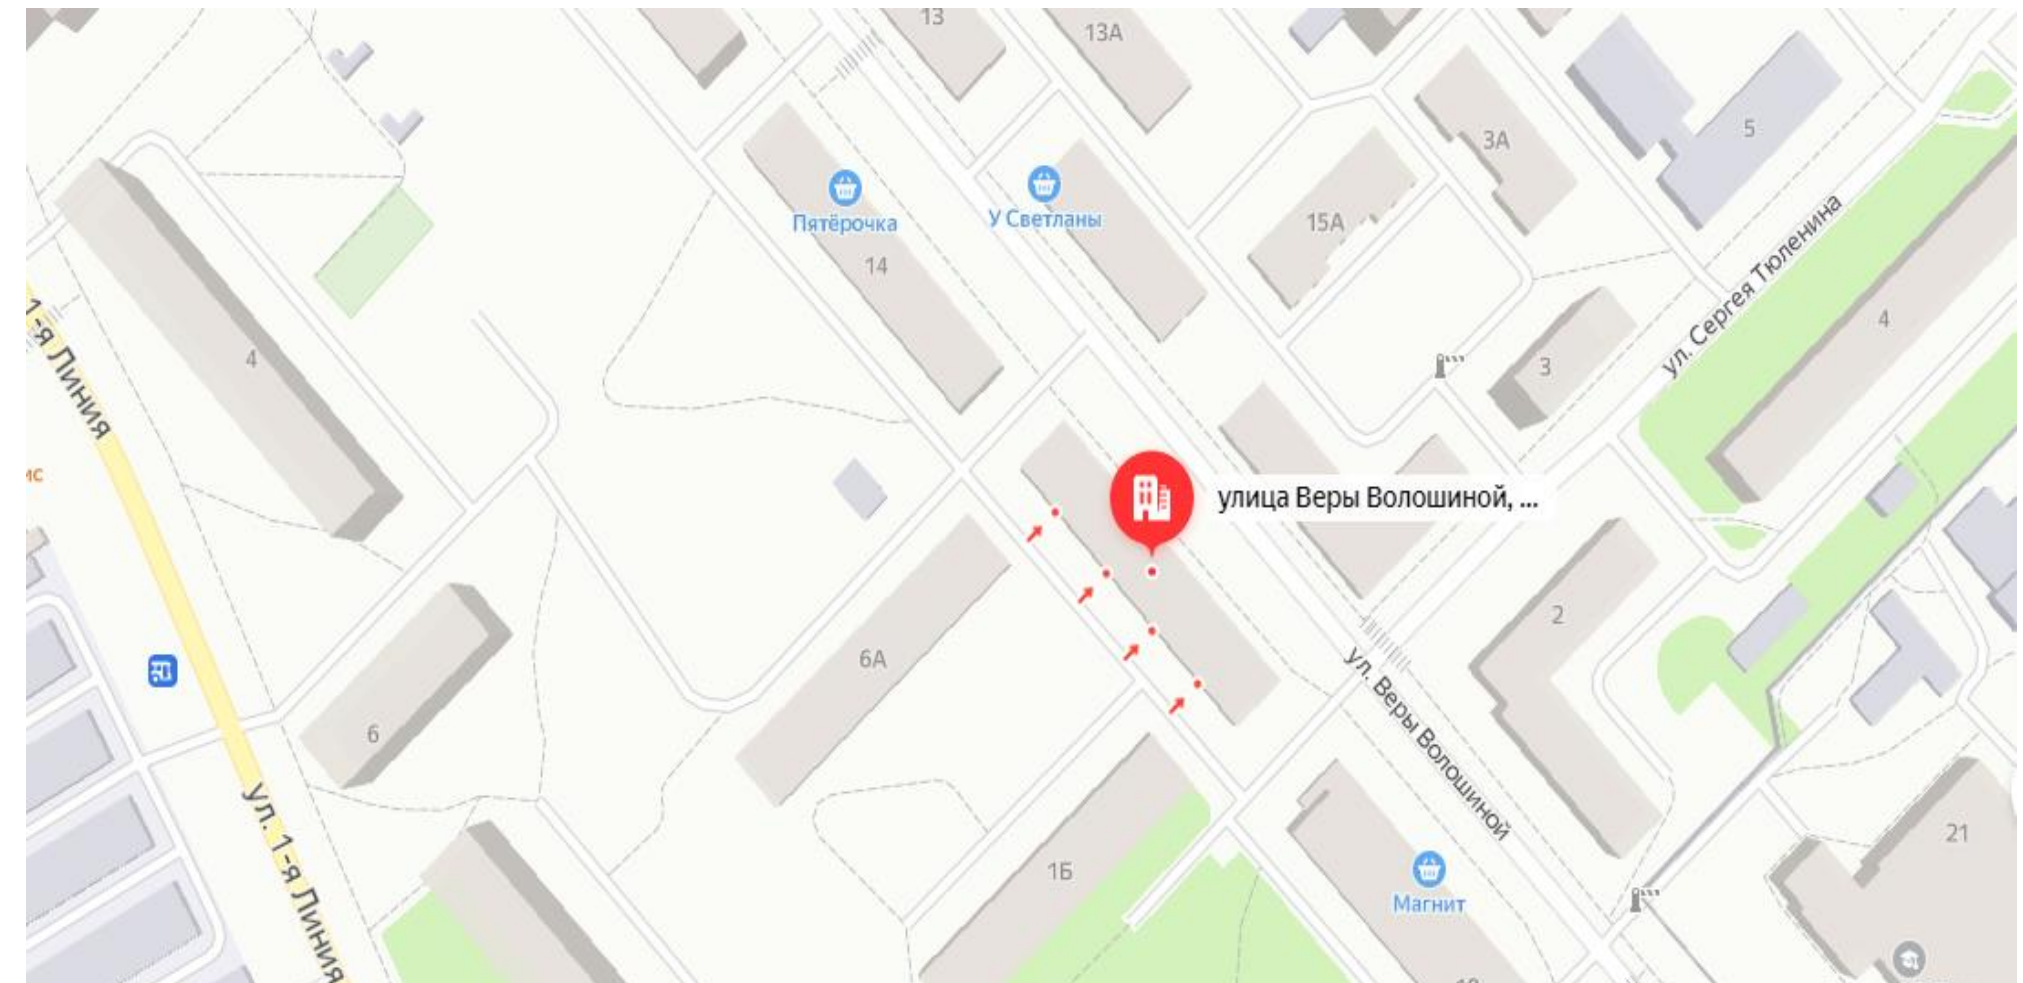 13
13А
3А
5
Пятёрочка
У Светланы
15А
14
ул. Сергея Тюленина
4
1-я Линия
4
3
ис
улица Веры Волошиной, ...
2
6А
6
ул. Веры Волошиной
ул. 1-я Линия
1Б
Магнит
21